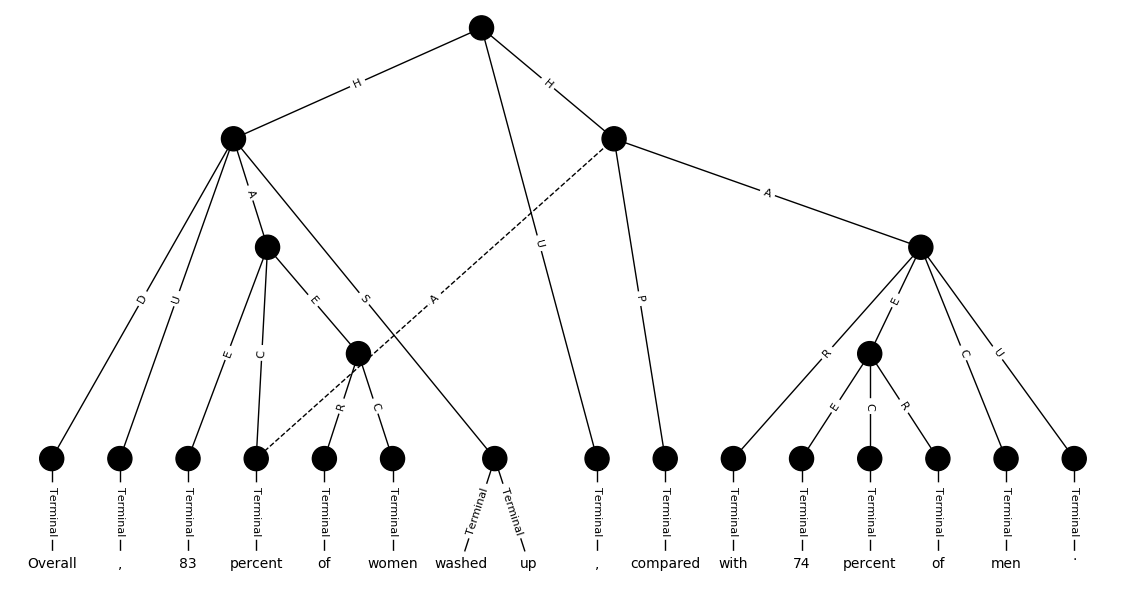 H
H
A
A
D
U
E
S
A
U
P
E
E
C
R
C
R
E
C
R
C
U
Terminal Terminal Terminal Terminal Terminal Terminal Terminal Terminal Terminal Terminal Terminal Terminal Terminal Terminal Terminal Terminal
Overall , 83 percent of women washed up , compared with 74 percent of men .